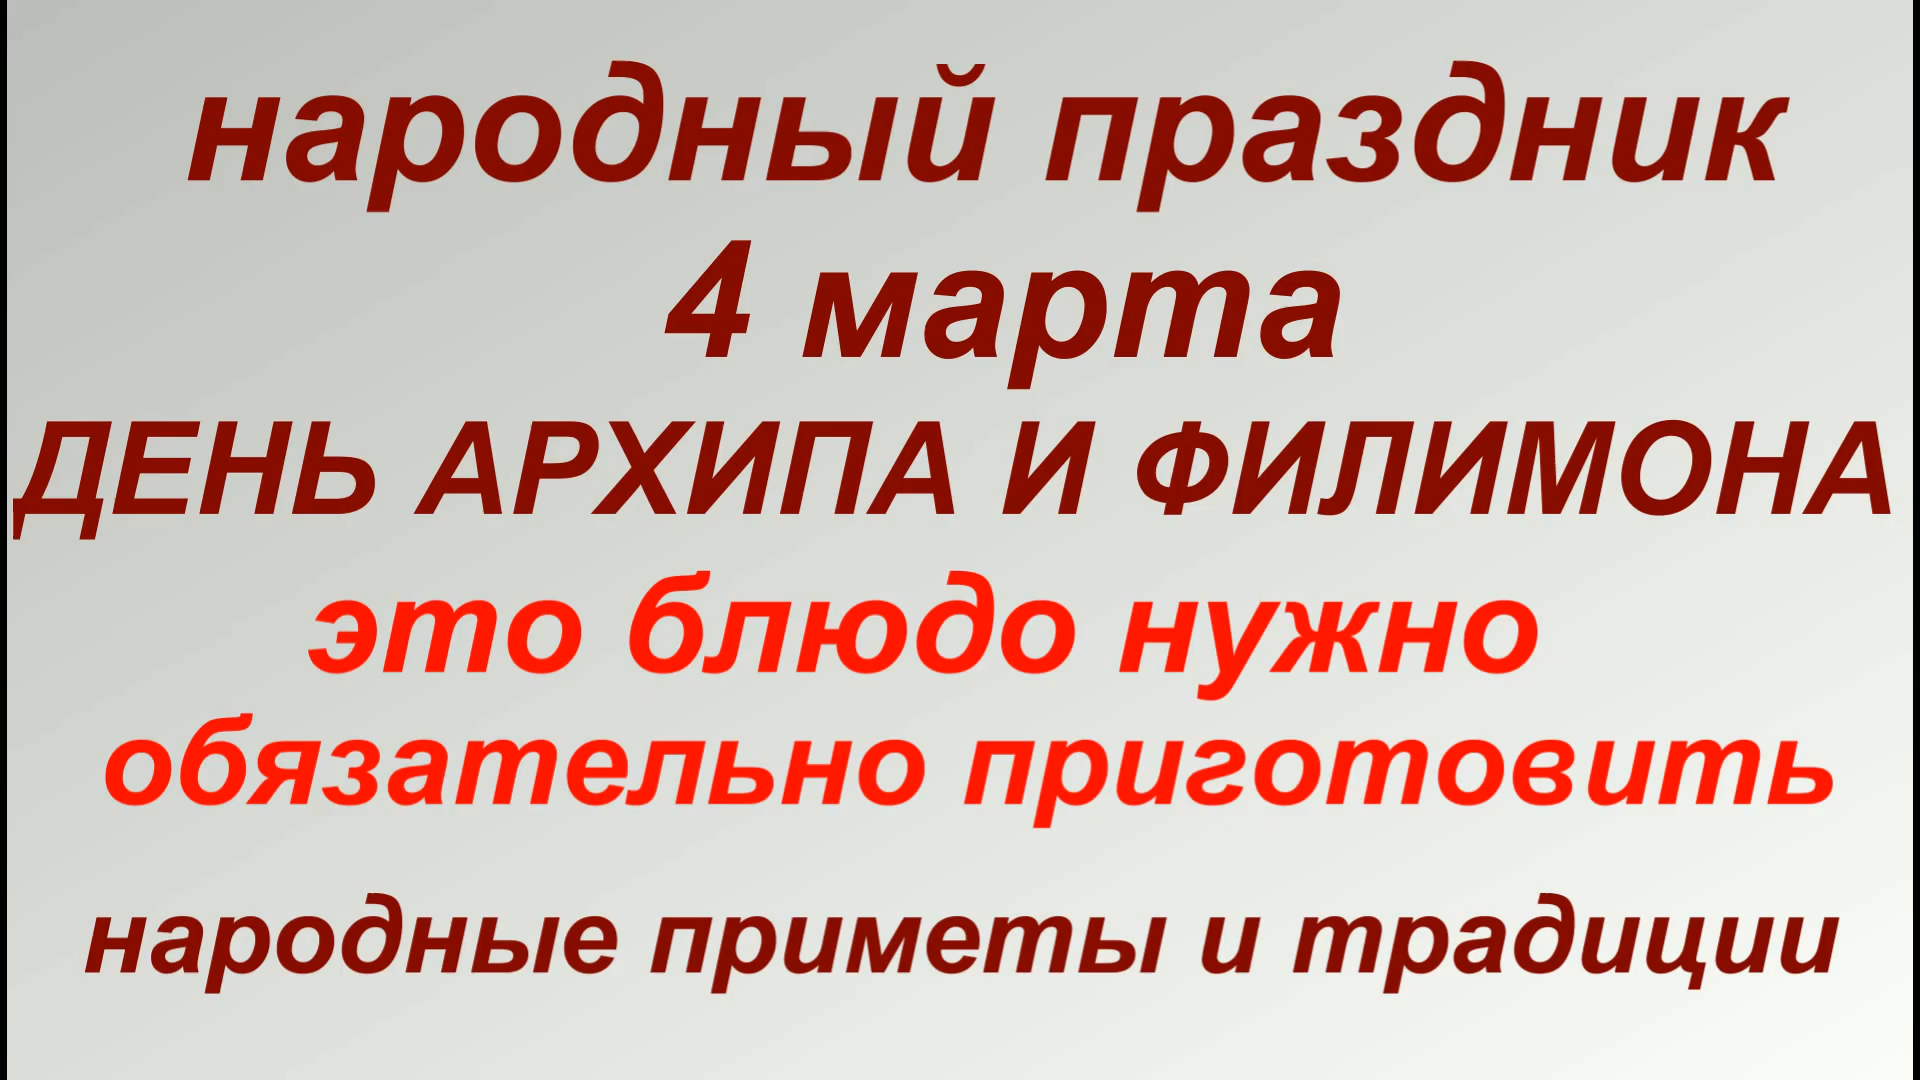 народный праздник
4 марта
ДЕНЬ АРХИПА И ФИЛИМОНА
это блюдо нужно
обязательно приготовить
народные приметы и традиции